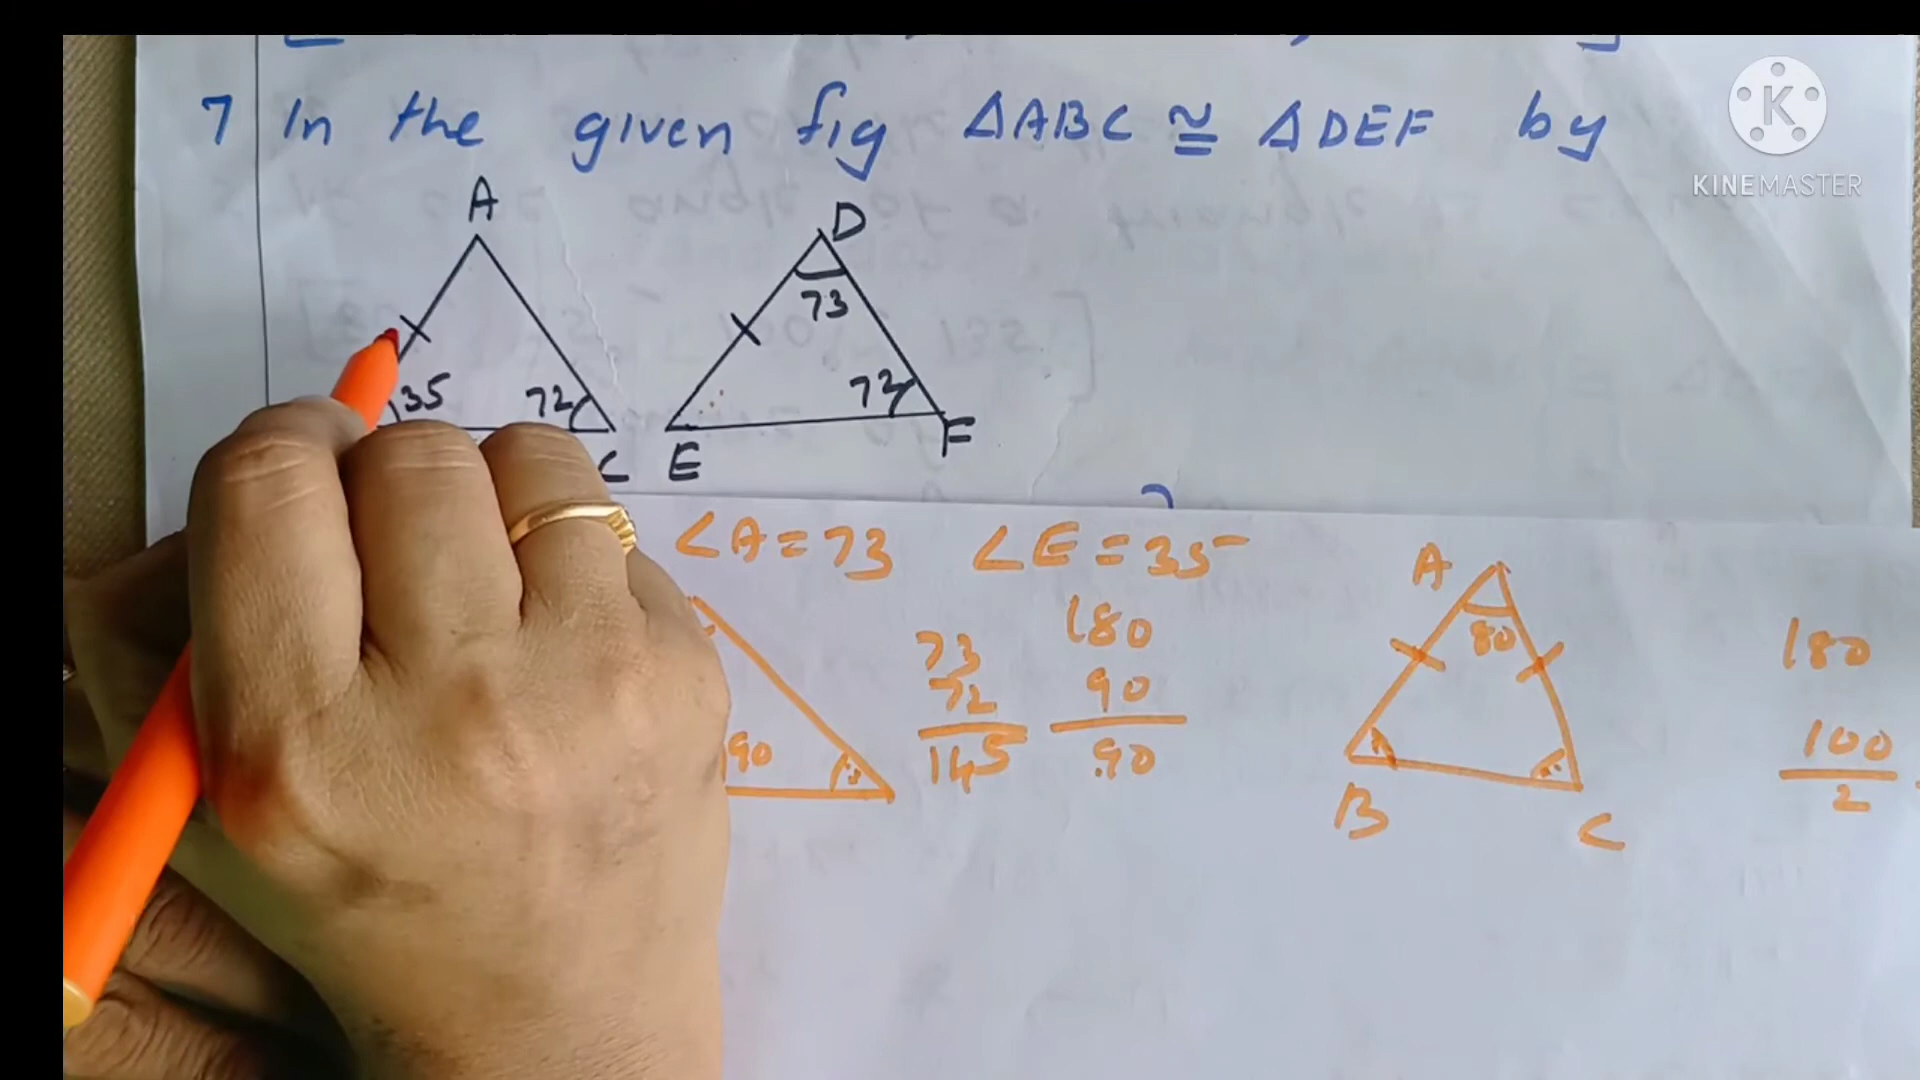 7 In the given fig ΔABC ≅ ΔDEF by
K
KINEMASTER
A
D
73
35 72
72
C E F
∠A = 73 ∠E = 35
A
80
73 180
72 90
145 90
90
B C
180
100
2